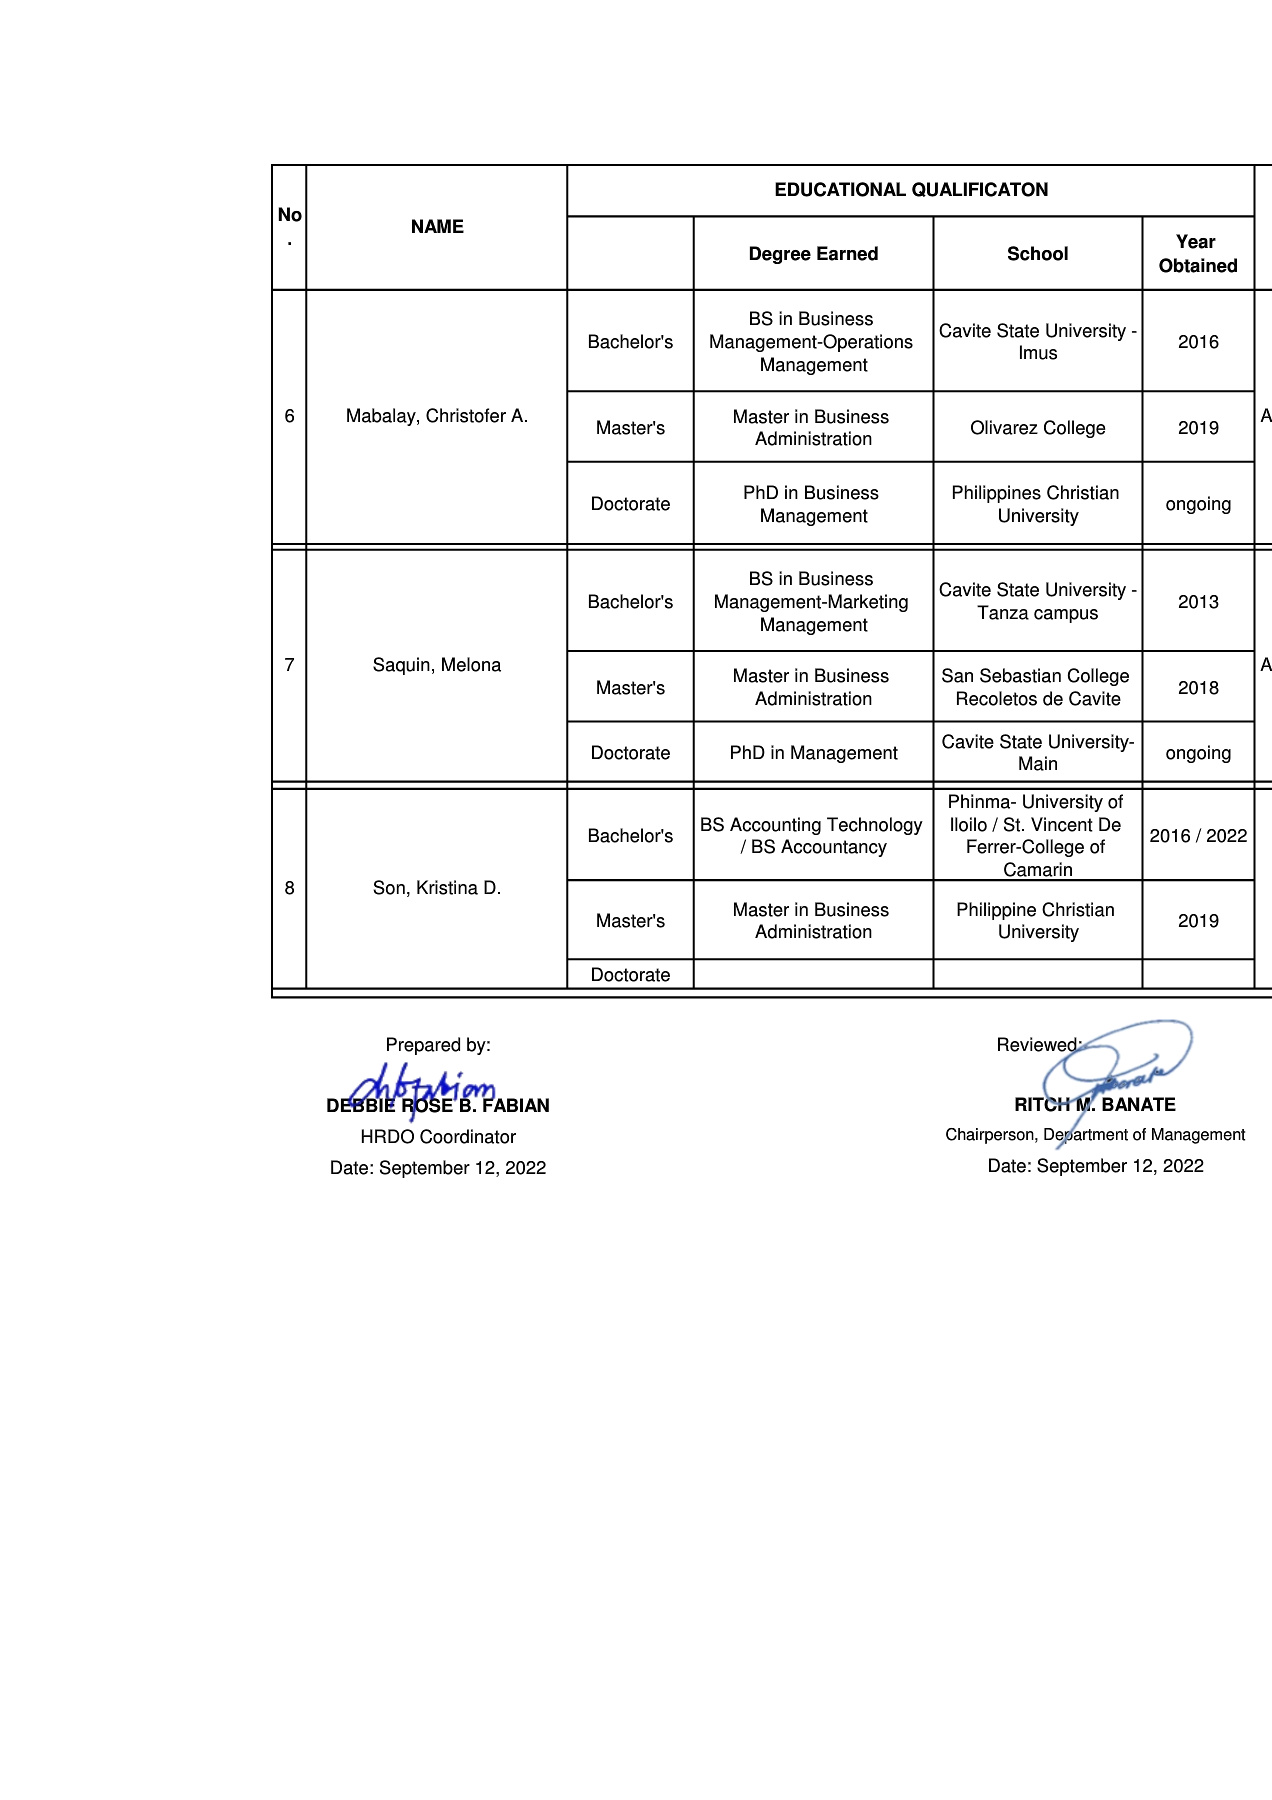 No
.
NAME
EDUCATIONAL QUALIFICATON
Degree Earned
School
Year
Obtained
6
Mabalay, Christofer A.
Bachelor's
BS in Business
Management-Operations
Management
Cavite State University -
Imus
2016
Master's
Master in Business
Administration
Olivarez College
2019
Doctorate
PhD in Business
Management
Philippines Christian
University
ongoing
A
7
Saquin, Melona
Bachelor's
BS in Business
Management-Marketing
Management
Cavite State University -
Tanza campus
2013
Master's
Master in Business
Administration
San Sebastian College
Recoletos de Cavite
2018
Doctorate
PhD in Management
Cavite State University-
Main
ongoing
A
8
Son, Kristina D.
Bachelor's
BS Accounting Technology
/ BS Accountancy
Phinma- University of
Iloilo / St. Vincent De
Ferrer-College of
Camarin
2016 / 2022
Master's
Master in Business
Administration
Philippine Christian
University
2019
Doctorate
Prepared by:
DEBBIE ROSE B. FABIAN
HRDO Coordinator
Date: September 12, 2022
Reviewed:
RITCH M. BANATE
Chairperson, Department of Management
Date: September 12, 2022